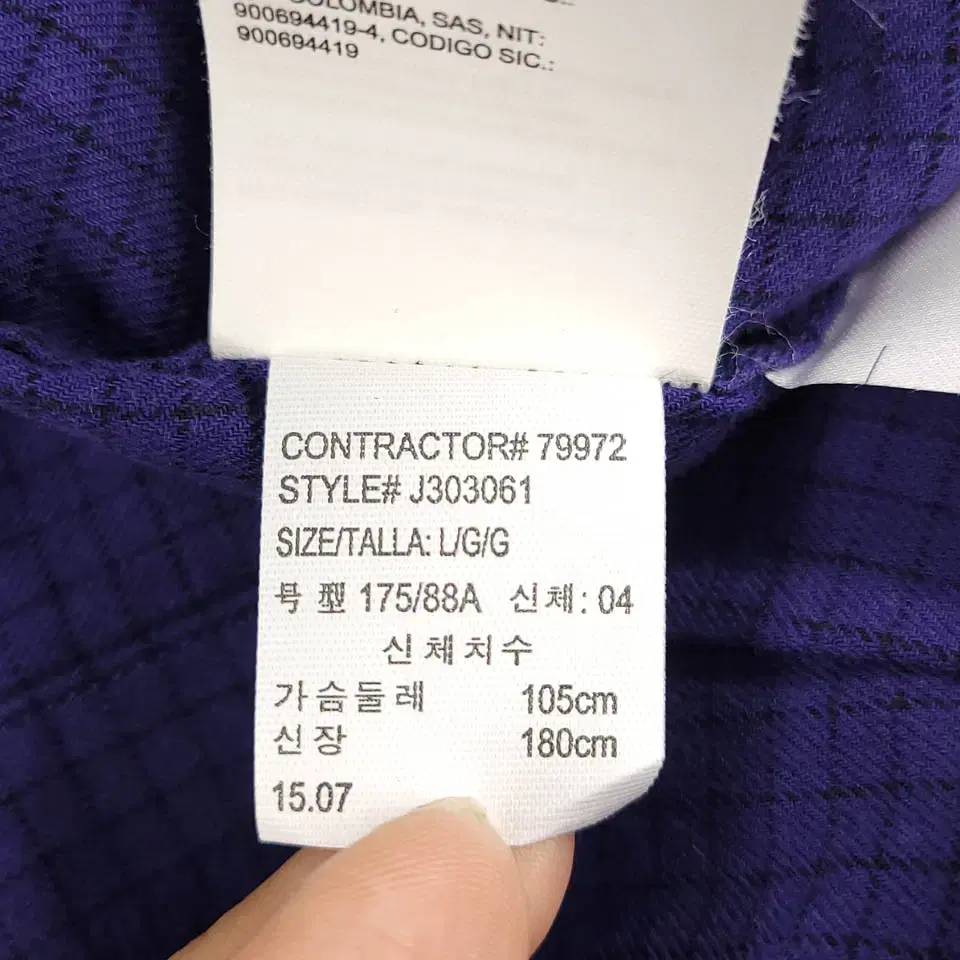 COLOMBIA, SAS, NIT:
900694419-4, CODIGO SIC.:
900694419
CONTRACTOR# 79972
STYLE# J303061
SIZE/TALLA: L/G/G
号 型 175/88A 신체: 04
신체치수
가슴둘레 105cm
신장 180cm
15.07